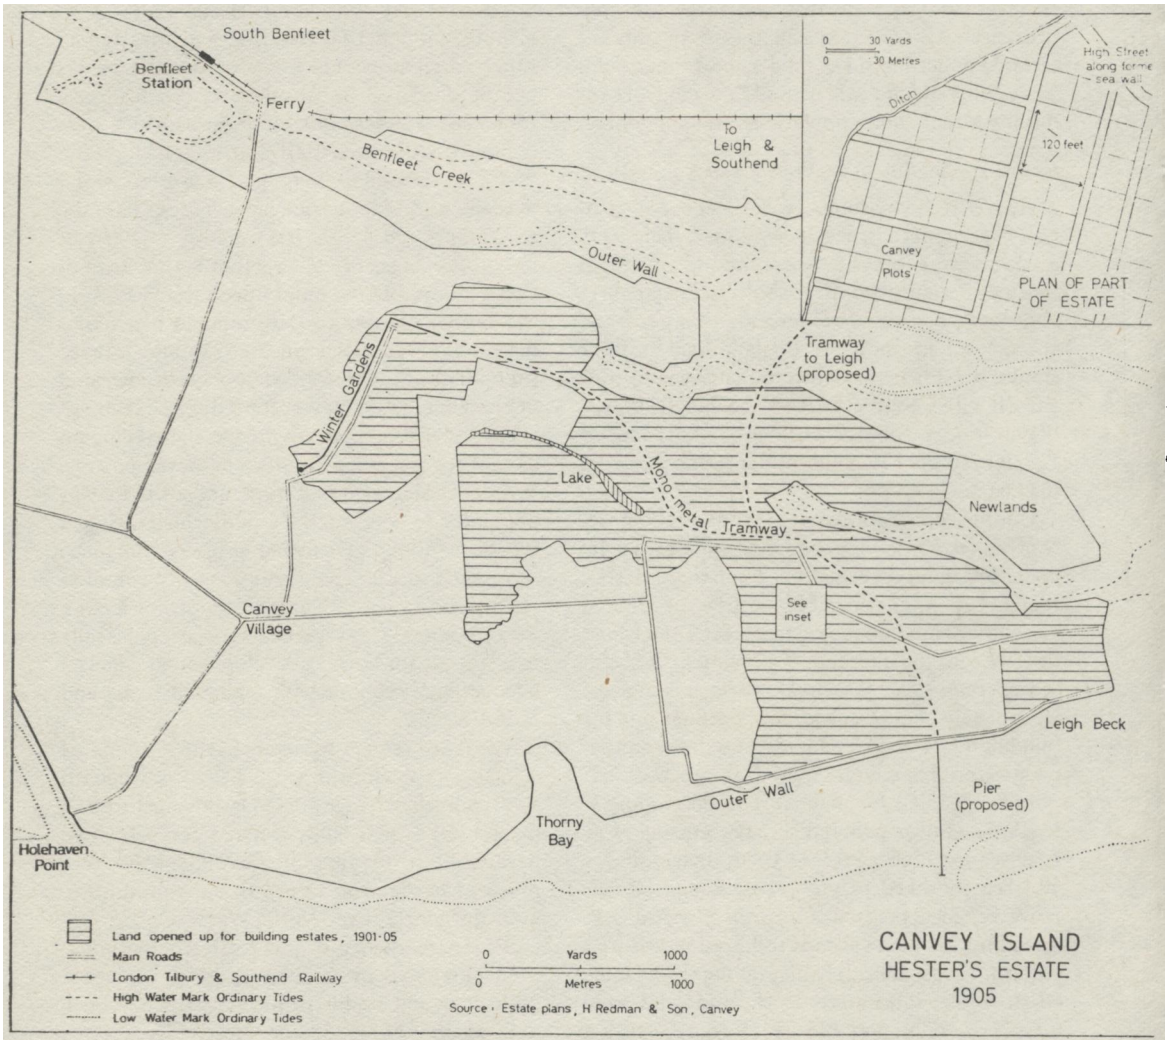 South Benfleet
Benfleet
Station
Ferry
To
Leigh &
Southend
Benfleet Creek
Outer Wall
0 30 Yards
0 30 Metres
High Street
along forme
sea wall
Ditch
120 feet
Canvey
Plots
PLAN OF PART
OF ESTATE
Tramway
to Leigh
(proposed)
Winter Gardens
Lake
Mono-metal Tramway
Newlands
See
inset
Canvey
Village
Leigh Beck
Outer Wall
Pier
(proposed)
Thorny
Bay
Holehaven
Point
Land opened up for building estates, 1901-05
Main Roads
London Tilbury & Southend Railway
High Water Mark Ordinary Tides
Low Water Mark Ordinary Tides
0 Yards 1000
0 Metres 1000
Source : Estate plans, H Redman & Son, Canvey
CANVEY ISLAND
HESTER'S ESTATE
1905